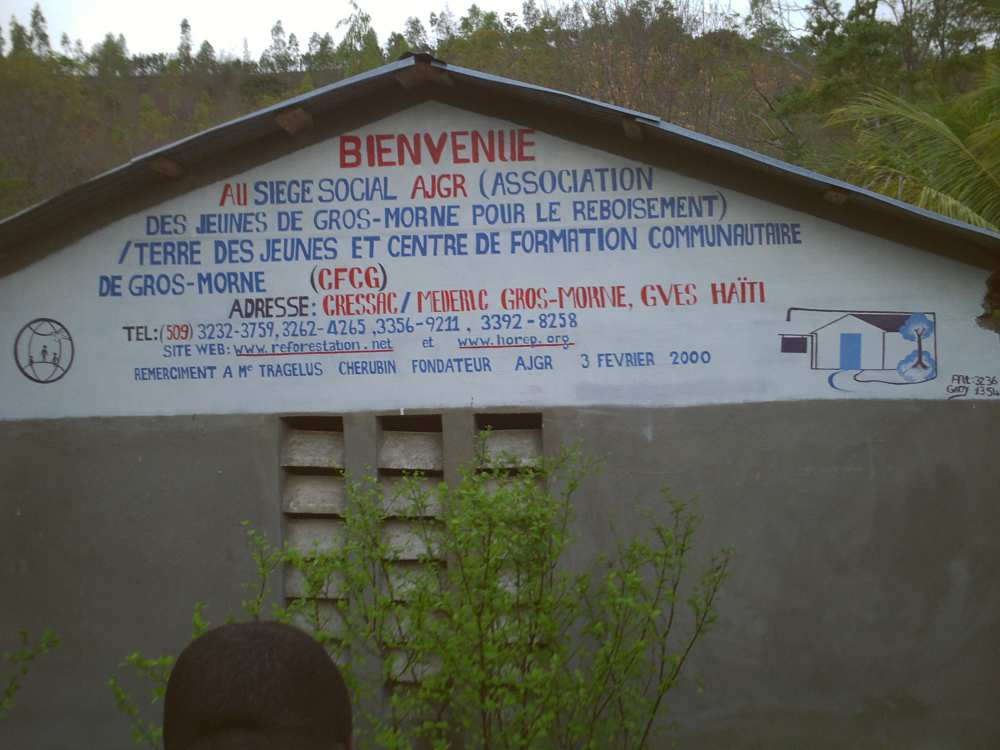 BIENVENUE
AU SIEGE SOCIAL AJGR (ASSOCIATION
DES JEUNES DE GROS-MORNE POUR LE REBOISEMENT)
/TERRE DES JEUNES ET CENTRE DE FORMATION COMMUNAUTAIRE
DE GROS-MORNE (CFCG)
ADRESSE: CRESSAC/MEDERIC GROS-MORNE, GVES HAÏTI
TEL: (509) 3232-3759, 3262-4265, 3356-9211, 3392-8258
SITE WEB: www.reforestation.net et www.horep.org
REMERCIMENT A Mc TRAGELUS CHERUBIN FONDATEUR AJGR 3 FEVRIER 2000
3236